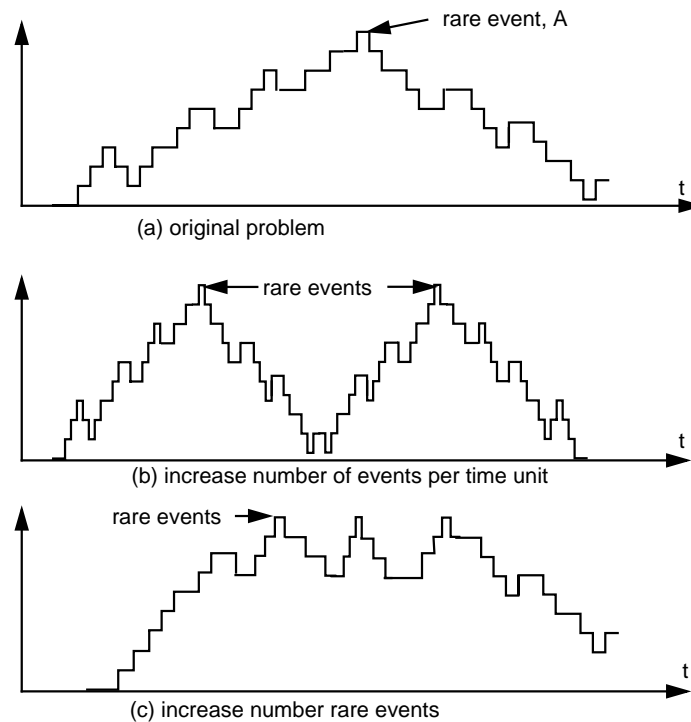 rare event, A
t
(a) original problem
rare events
t
(b) increase number of events per time unit
rare events
t
(c) increase number rare events